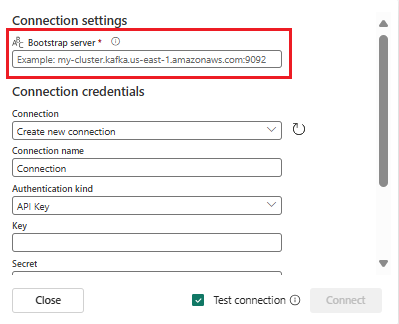 Connection settings
Bootstrap server *
Example: my-cluster.kafka.us-east-1.amazonaws.com:9092
Connection credentials
Connection
Create new connection
Connection name
Connection
Authentication kind
API Key
Key
Secret
Close
Test connection
Connect